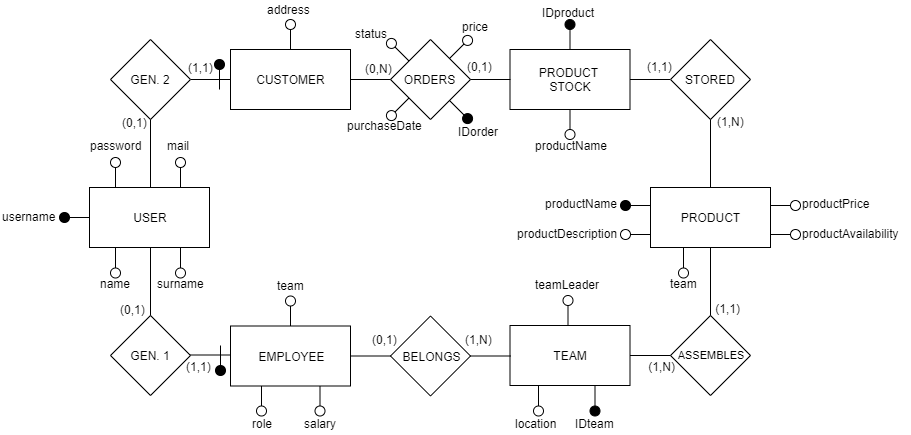 address
IDproduct
status
price
GEN. 2
(1,1)
CUSTOMER
(0,N)
ORDERS
(0,1)
PRODUCT
STOCK
(1,1)
STORED
(0,1)
purchaseDate
IDorder
productName
(1,N)
password
mail
username
USER
productName
PRODUCT
productPrice
productDescription
productAvailability
name
surname
team
team
teamLeader
(0,1)
(1,1)
GEN. 1
(1,1)
EMPLOYEE
(0,1)
BELONGS
(1,N)
TEAM
(1,N)
ASSEMBLES
role
salary
location
IDteam